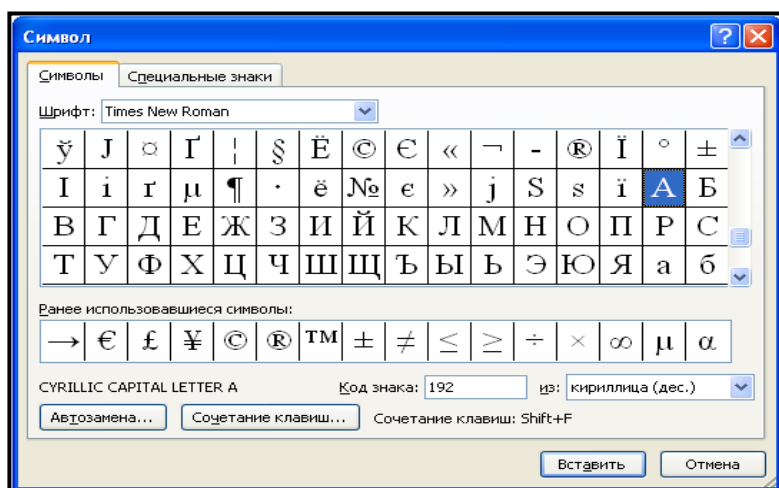 Символ
Символы Специальные знаки
Шрифт: Times New Roman
ў Ј ¤ Ґ ¦ § Ё © Є « ¬ - ® Ї ° ±
І і ґ µ ¶ · ё № є » ј Ѕ ѕ ї А Б
В Г Д Е Ж З И Й К Л М Н О П Р С
Т У Ф Х Ц Ч Ш Щ Ъ Ы Ь Э Ю Я а б
Ранее использовавшиеся символы:
→ € £ ¥ © ® ™ ± ≠ ≤ ≥ ÷ × ∞ µ α
CYRILLIC CAPITAL LETTER A Код знака: 192 из: кириллица (дес.)
Автозамена... Сочетание клавиш... Сочетание клавиш: Shift+F
Вставить Отмена